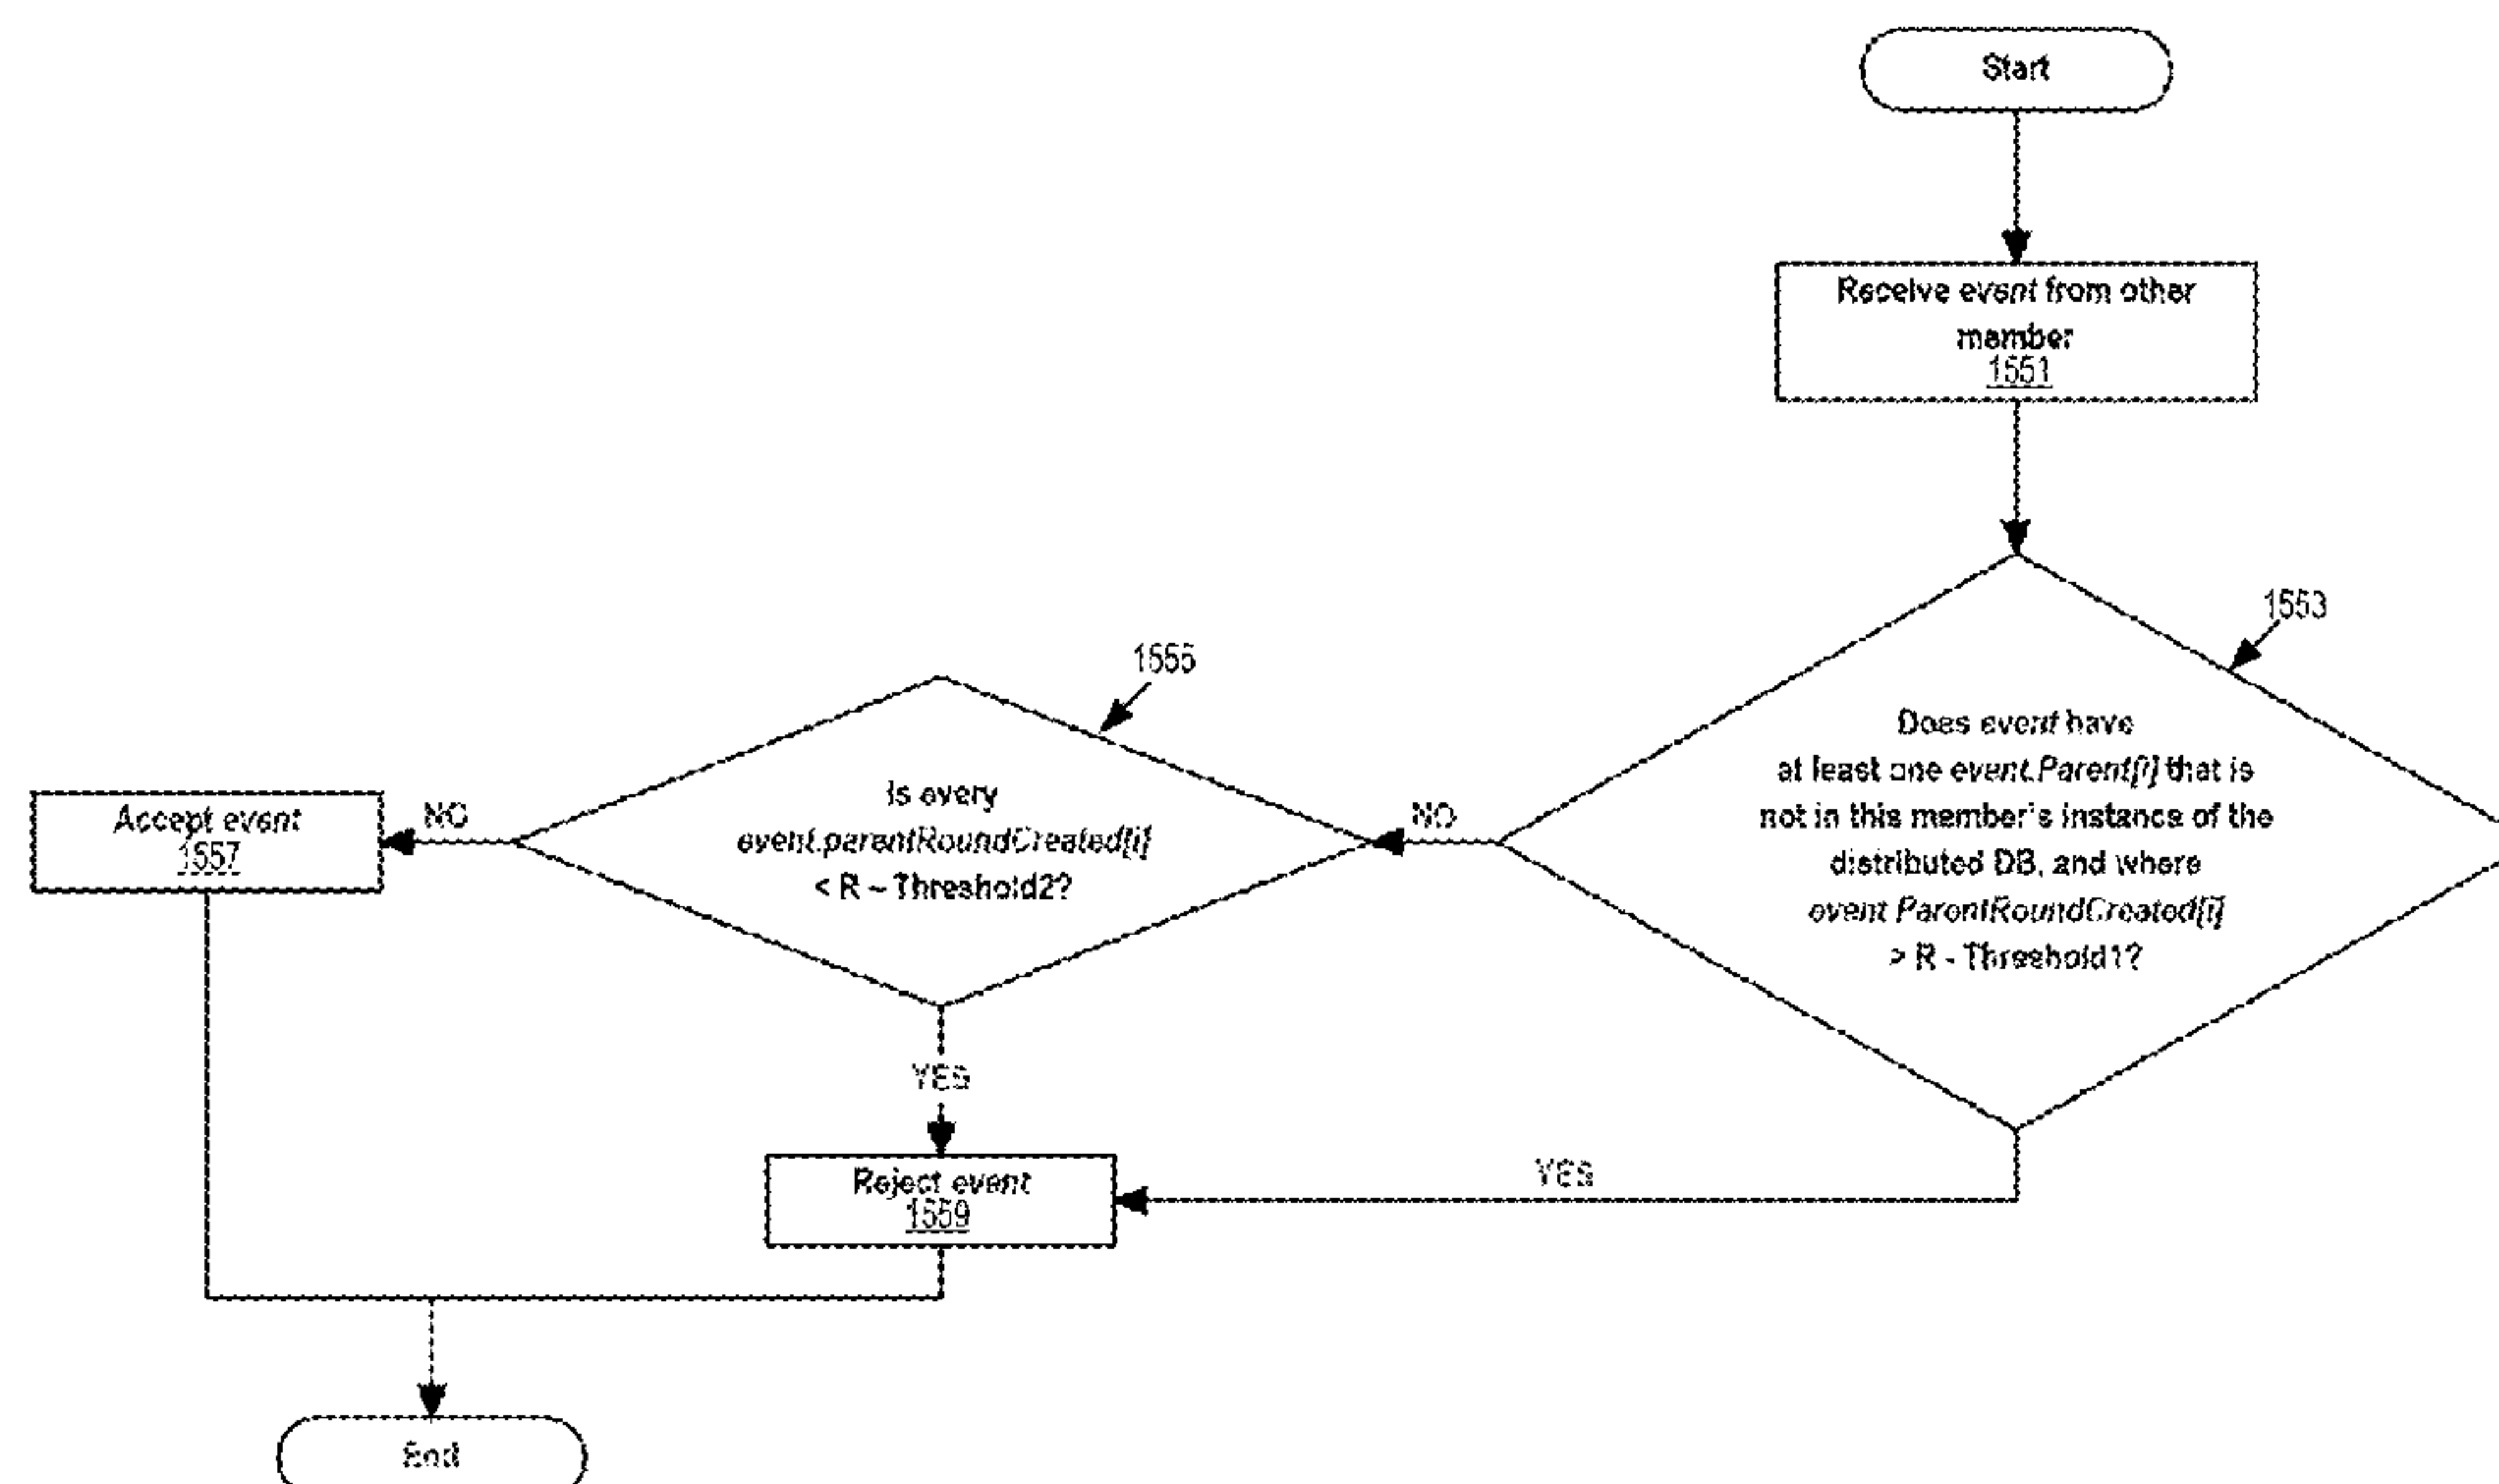 Start
Receive event from other
member
1551
1553
Does event have
at least one event.Parent[i] that is
not in this member's instance of the
distributed DB, and where
event.ParentRoundCreated[i]
> R - Threshold1?
NO
YES
1555
Is every
event.parentRoundCreated[i]
< R – Threshold2?
NO
YES
Accept event
1557
Reject event
1559
End